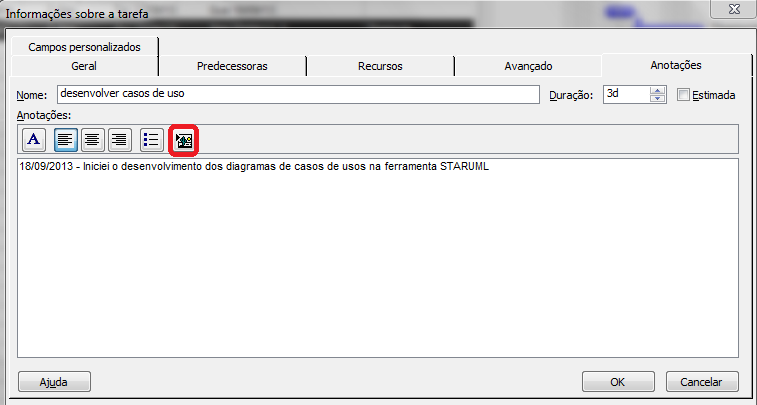 Informações sobre a tarefa
Campos personalizados
Geral Predecessoras Recursos Avançado Anotações
Nome: desenvolver casos de uso Duração: 3d Estimada
Anotações:
A
18/09/2013 - Iniciei o desenvolvimento dos diagramas de casos de usos na ferramenta STARUML
Ajuda OK Cancelar